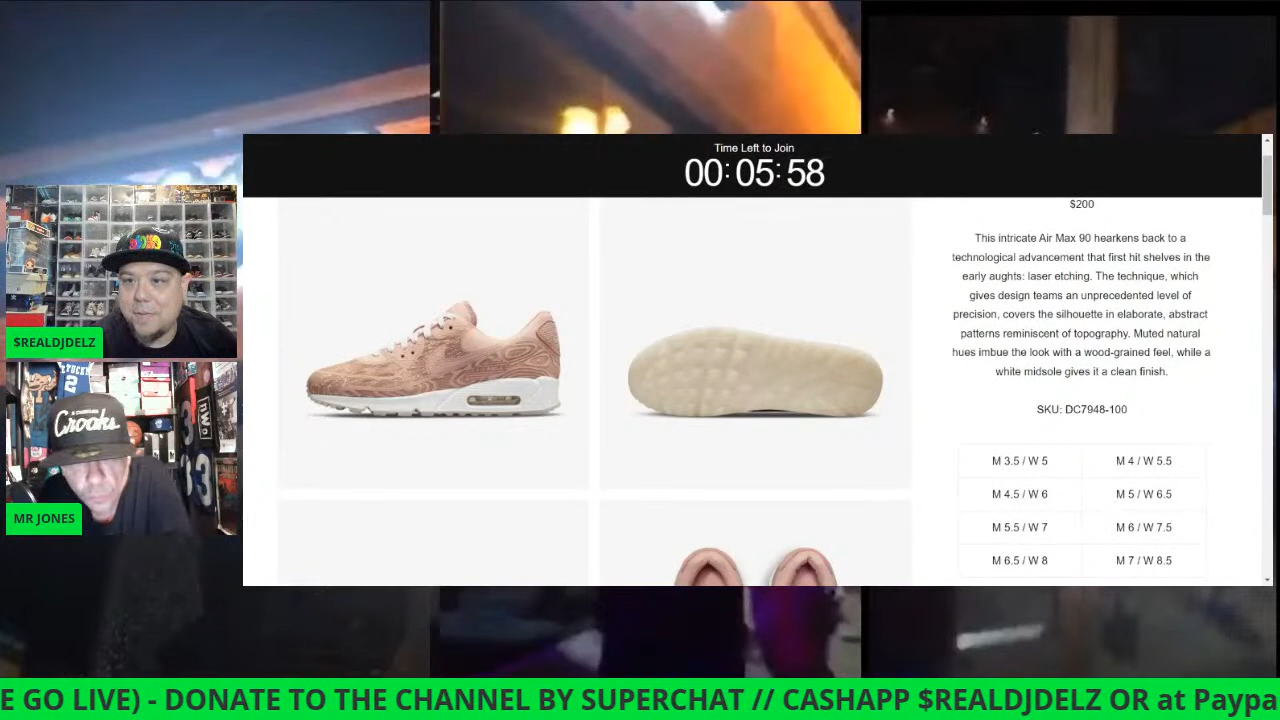 Time Left to Join
00:05:58
$200
This intricate Air Max 90 hearkens back to a
technological advancement that first hit shelves in the
early aughts: laser etching. The technique, which
gives design teams an unprecedented level of
precision, covers the silhouette in elaborate, abstract
patterns reminiscent of topography. Muted natural
hues imbue the look with a wood-grained feel, while a
white midsole gives it a clean finish.
SKU: DC7948-100
M 3.5 / W 5
M 4 / W 5.5
M 4.5 / W 6
M 5 / W 6.5
M 5.5 / W 7
M 6 / W 7.5
M 6.5 / W 8
M 7 / W 8.5
$REALDJDELZ
Crooks
2
nWo
33
MR JONES
E GO LIVE) - DONATE TO THE CHANNEL BY SUPERCHAT // CASHAPP $REALDJDELZ OR at Paypa